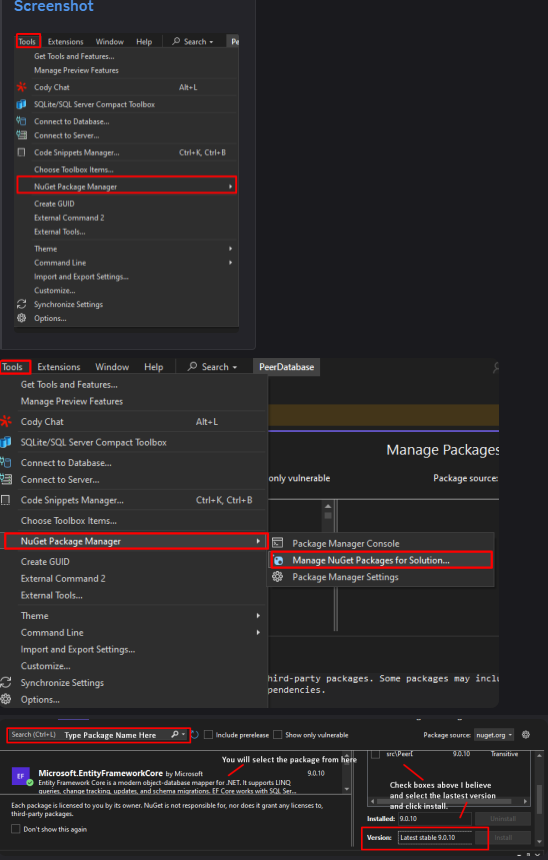 Screenshot
Tools Extensions Window Help Search
Get Tools and Features...
Manage Preview Features
Cody Chat Alt+L
SQLite/SQL Server Compact Toolbox
Connect to Database...
Connect to Server...
Code Snippets Manager... Ctrl+K, Ctrl+B
Choose Toolbox Items...
NuGet Package Manager
Create GUID
External Command 2
External Tools...
Theme
Command Line
Import and Export Settings...
Customize...
Synchronize Settings
Options...
Tools Extensions Window Help Search PeerDatabase
Get Tools and Features...
Manage Preview Features
Cody Chat Alt+L
SQLite/SQL Server Compact Toolbox
Manage Packages
Connect to Database...
Connect to Server...
only vulnerable Package source:
Code Snippets Manager... Ctrl+K, Ctrl+B
Choose Toolbox Items...
NuGet Package Manager Package Manager Console
Create GUID Manage NuGet Packages for Solution...
External Command 2 Package Manager Settings
External Tools...
Theme
Command Line
Import and Export Settings...
Customize...
Synchronize Settings hird-party packages. Some packages may inclu
Options... pendencies.
Search (Ctrl+L) Type Package Name Here Include prerelease Show only vulnerable Package source: nuget.org
You will select the package from here
src\Peer 9.0.10 Transitive
Microsoft.EntityFrameworkCore by Microsoft 9.0.10
EF Entity Framework Core is a modern object-database mapper for .NET. It supports LINQ
queries, change tracking, updates, and schema migrations. EF Core works with SQL Ser...
Check boxes above I believe
and select the lastest version
and click install.
Each package is licensed to you by its owner. NuGet is not responsible for, nor does it grant any licenses to,
third-party packages.
Don't show this again
Installed: 9.0.10 Uninstall
Version: Latest stable 9.0.10 Install